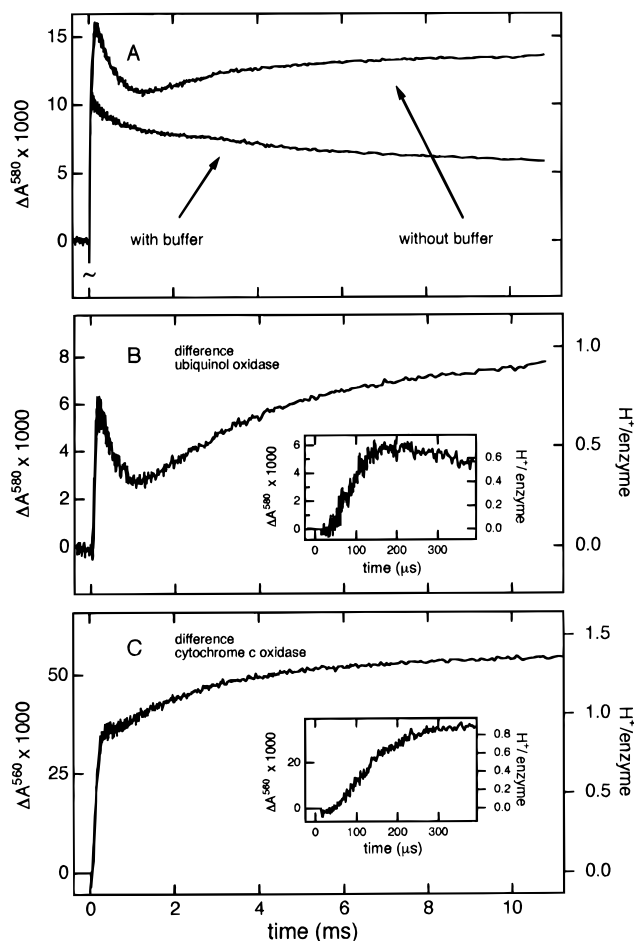 A
15
10
5
0
~
ΔA⁵⁸⁰ x 1000
with buffer
without buffer
B
difference
ubiquinol oxidase
8
6
4
2
0
ΔA⁵⁸⁰ x 1000
1.0
0.5
0.0
H⁺/enzyme
6
4
2
0
ΔA⁵⁸⁰ x 1000
0.6
0.4
0.2
0.0
H⁺/ enzyme
0 100 200 300
time (μs)
C
difference
cytochrome c oxidase
50
25
0
ΔA⁵⁶⁰ x 1000
1.5
1.0
0.5
0.0
H⁺/enzyme
20
0
ΔA⁵⁶⁰ x 1000
0.8
0.6
0.4
0.2
0.0
H⁺/ enzyme
0 100 200 300
time (μs)
0 2 4 6 8 10
time (ms)